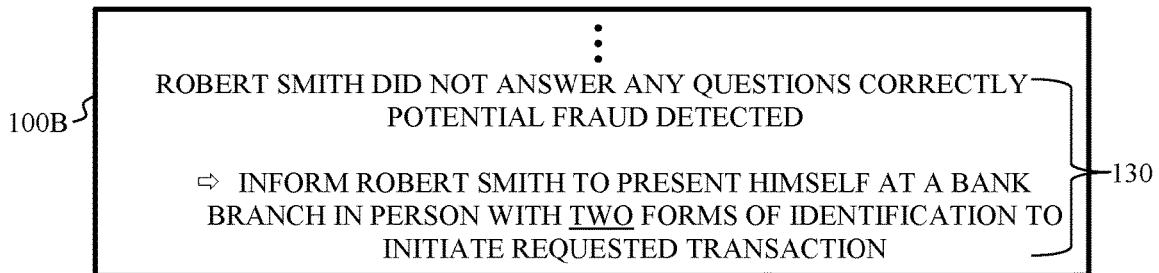 ROBERT SMITH DID NOT ANSWER ANY QUESTIONS CORRECTLY
POTENTIAL FRAUD DETECTED
100B
⇨ INFORM ROBERT SMITH TO PRESENT HIMSELF AT A BANK
130
BRANCH IN PERSON WITH TWO FORMS OF IDENTIFICATION TO
INITIATE REQUESTED TRANSACTION